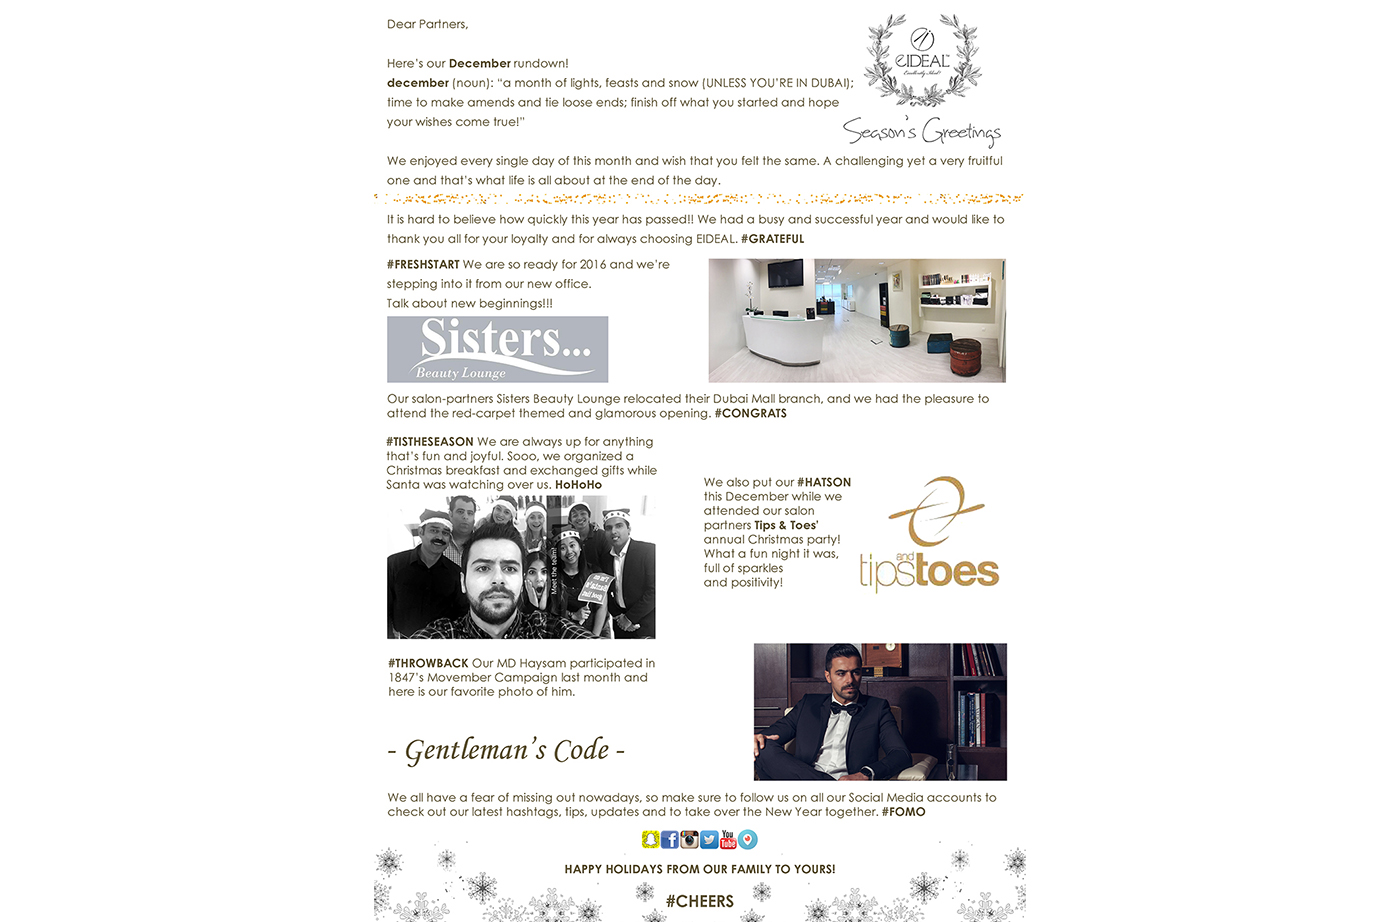 Dear Partners,
EIDEAL
Excellently Ideal!
Season's Greetings
Here's our December rundown!
december (noun): "a month of lights, feasts and snow (UNLESS YOU'RE IN DUBAI);
time to make amends and tie loose ends; finish off what you started and hope
your wishes come true!"
We enjoyed every single day of this month and wish that you felt the same. A challenging yet a very fruitful
one and that's what life is all about at the end of the day.
It is hard to believe how quickly this year has passed!! We had a busy and successful year and would like to
thank you all for your loyalty and for always choosing EIDEAL. #GRATEFUL
#FRESHSTART We are so ready for 2016 and we're
stepping into it from our new office.
Talk about new beginnings!!!
Sisters...
Beauty Lounge
Our salon-partners Sisters Beauty Lounge relocated their Dubai Mall branch, and we had the pleasure to
attend the red-carpet themed and glamorous opening. #CONGRATS
#TISTHESEASON We are always up for anything
that's fun and joyful. Sooo, we organized a
Christmas breakfast and exchanged gifts while
Santa was watching over us. HoHoHo
Meet the team!
We also put our #HATSON
this December while we
attended our salon
partners Tips & Toes'
annual Christmas party!
What a fun night it was,
full of sparkles
and positivity!
tips and toes
#THROWBACK Our MD Haysam participated in
1847's Movember Campaign last month and
here is our favorite photo of him.
- Gentleman's Code -
We all have a fear of missing out nowadays, so make sure to follow us on all our Social Media accounts to
check out our latest hashtags, tips, updates and to take over the New Year together. #FOMO
You Tube
HAPPY HOLIDAYS FROM OUR FAMILY TO YOURS!
#CHEERS